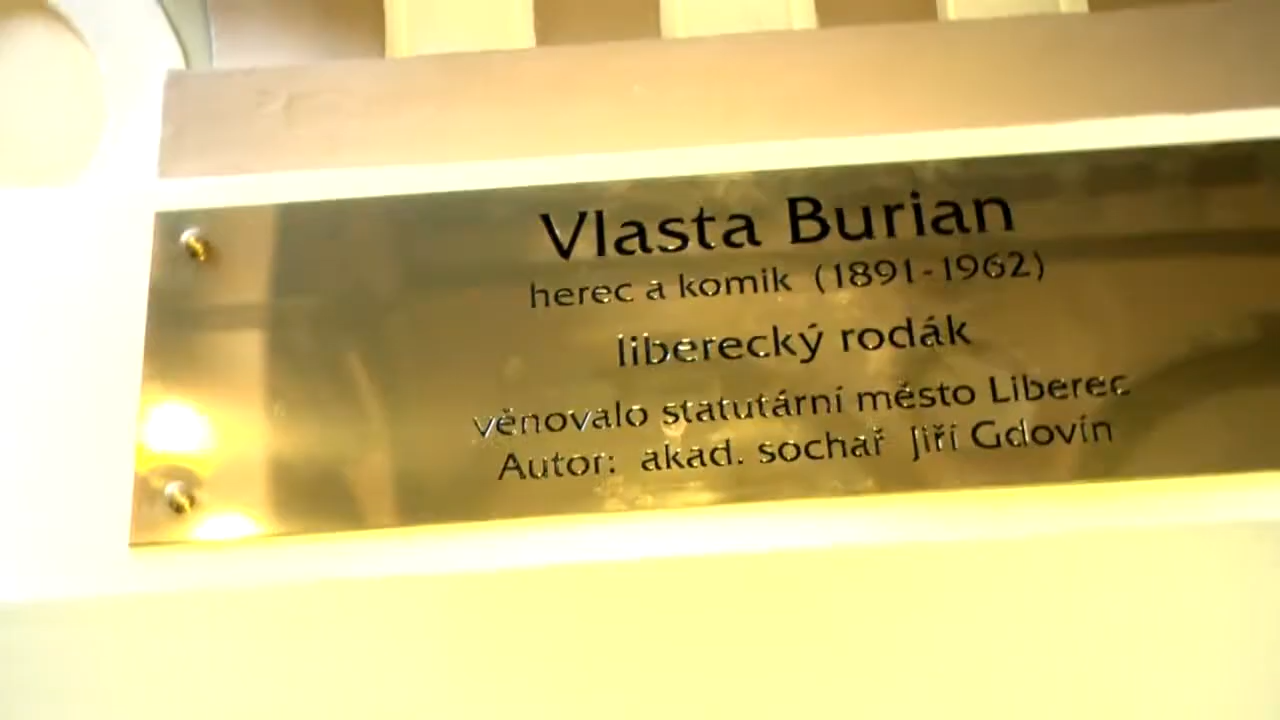 Vlasta Burian
herec a komik (1891-1962)
liberecký rodák
věnovalo statutární město Liberec
Autor: akad. sochař Jiří Gdovín